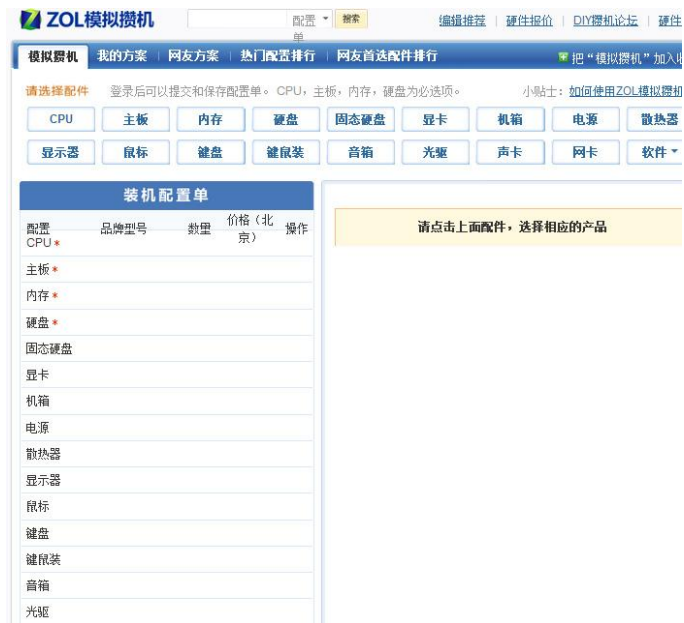 ZOL模拟攒机
配置单
搜索
编辑推荐 | 硬件报价 | DIY攒机论坛 | 硬件
模拟攒机 我的方案 网友方案 热门配置排行 网友首选配件排行
把“模拟攒机”加入
请选择配件 登录后可以提交和保存配置单。CPU，主板，内存，硬盘为必选项。 小贴士：如何使用ZOL模拟攒机
CPU 主板 内存 硬盘 固态硬盘 显卡 机箱 电源 散热器
显示器 鼠标 键盘 键鼠装 音箱 光驱 声卡 网卡 软件
装机配置单
配置 品牌型号 数里 价格（北京） 操作
请点击上面配件，选择相应的产品
CPU*
主板*
内存*
硬盘*
固态硬盘
显卡
机箱
电源
散热器
显示器
鼠标
键盘
键鼠装
音箱
光驱